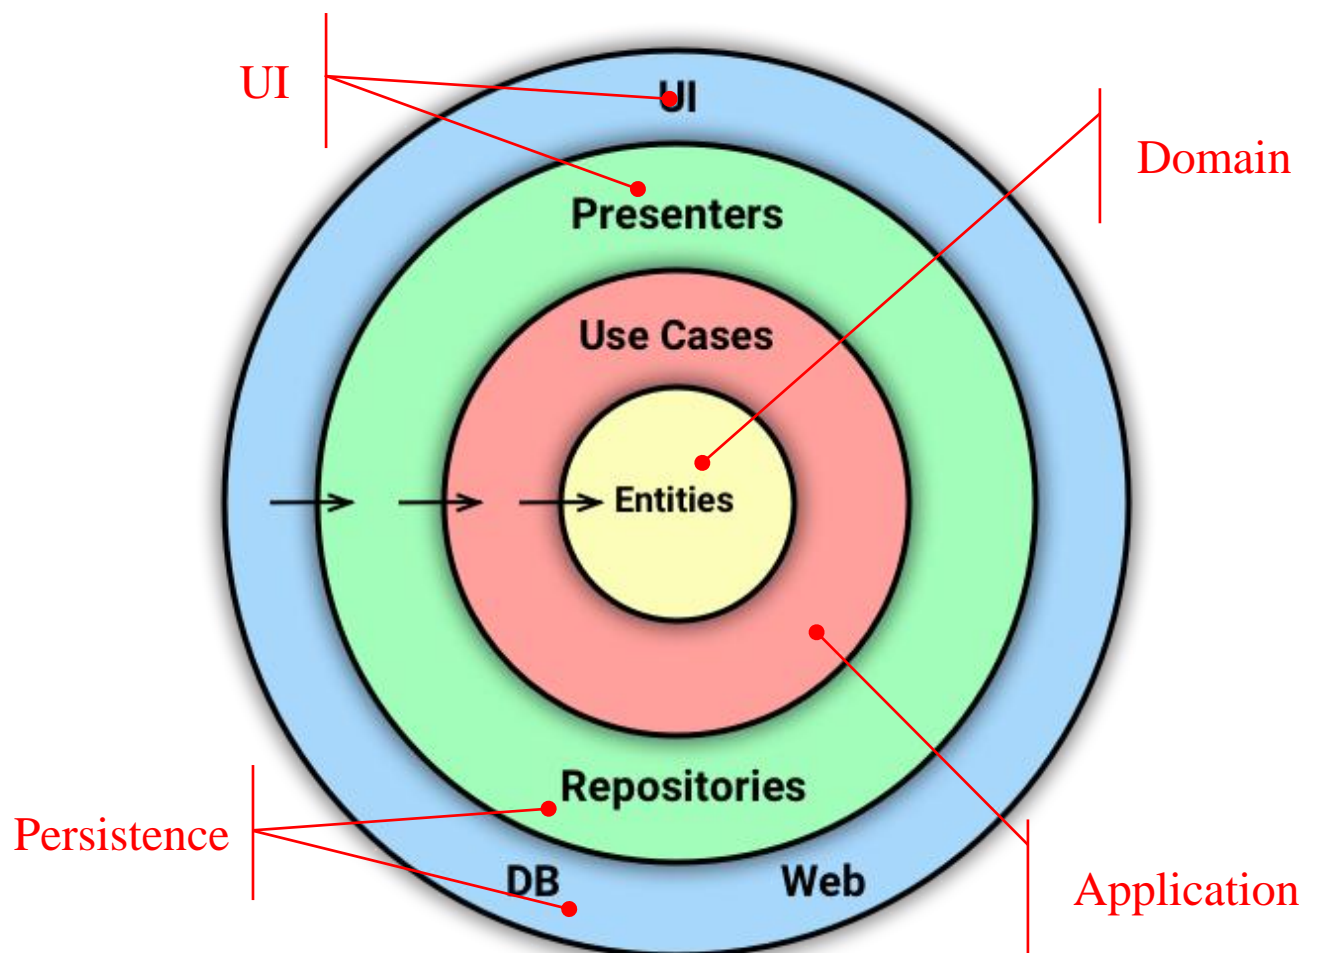 UI
UI
Domain
Presenters
Use Cases
Entities
Repositories
Persistence
DB
Web
Application